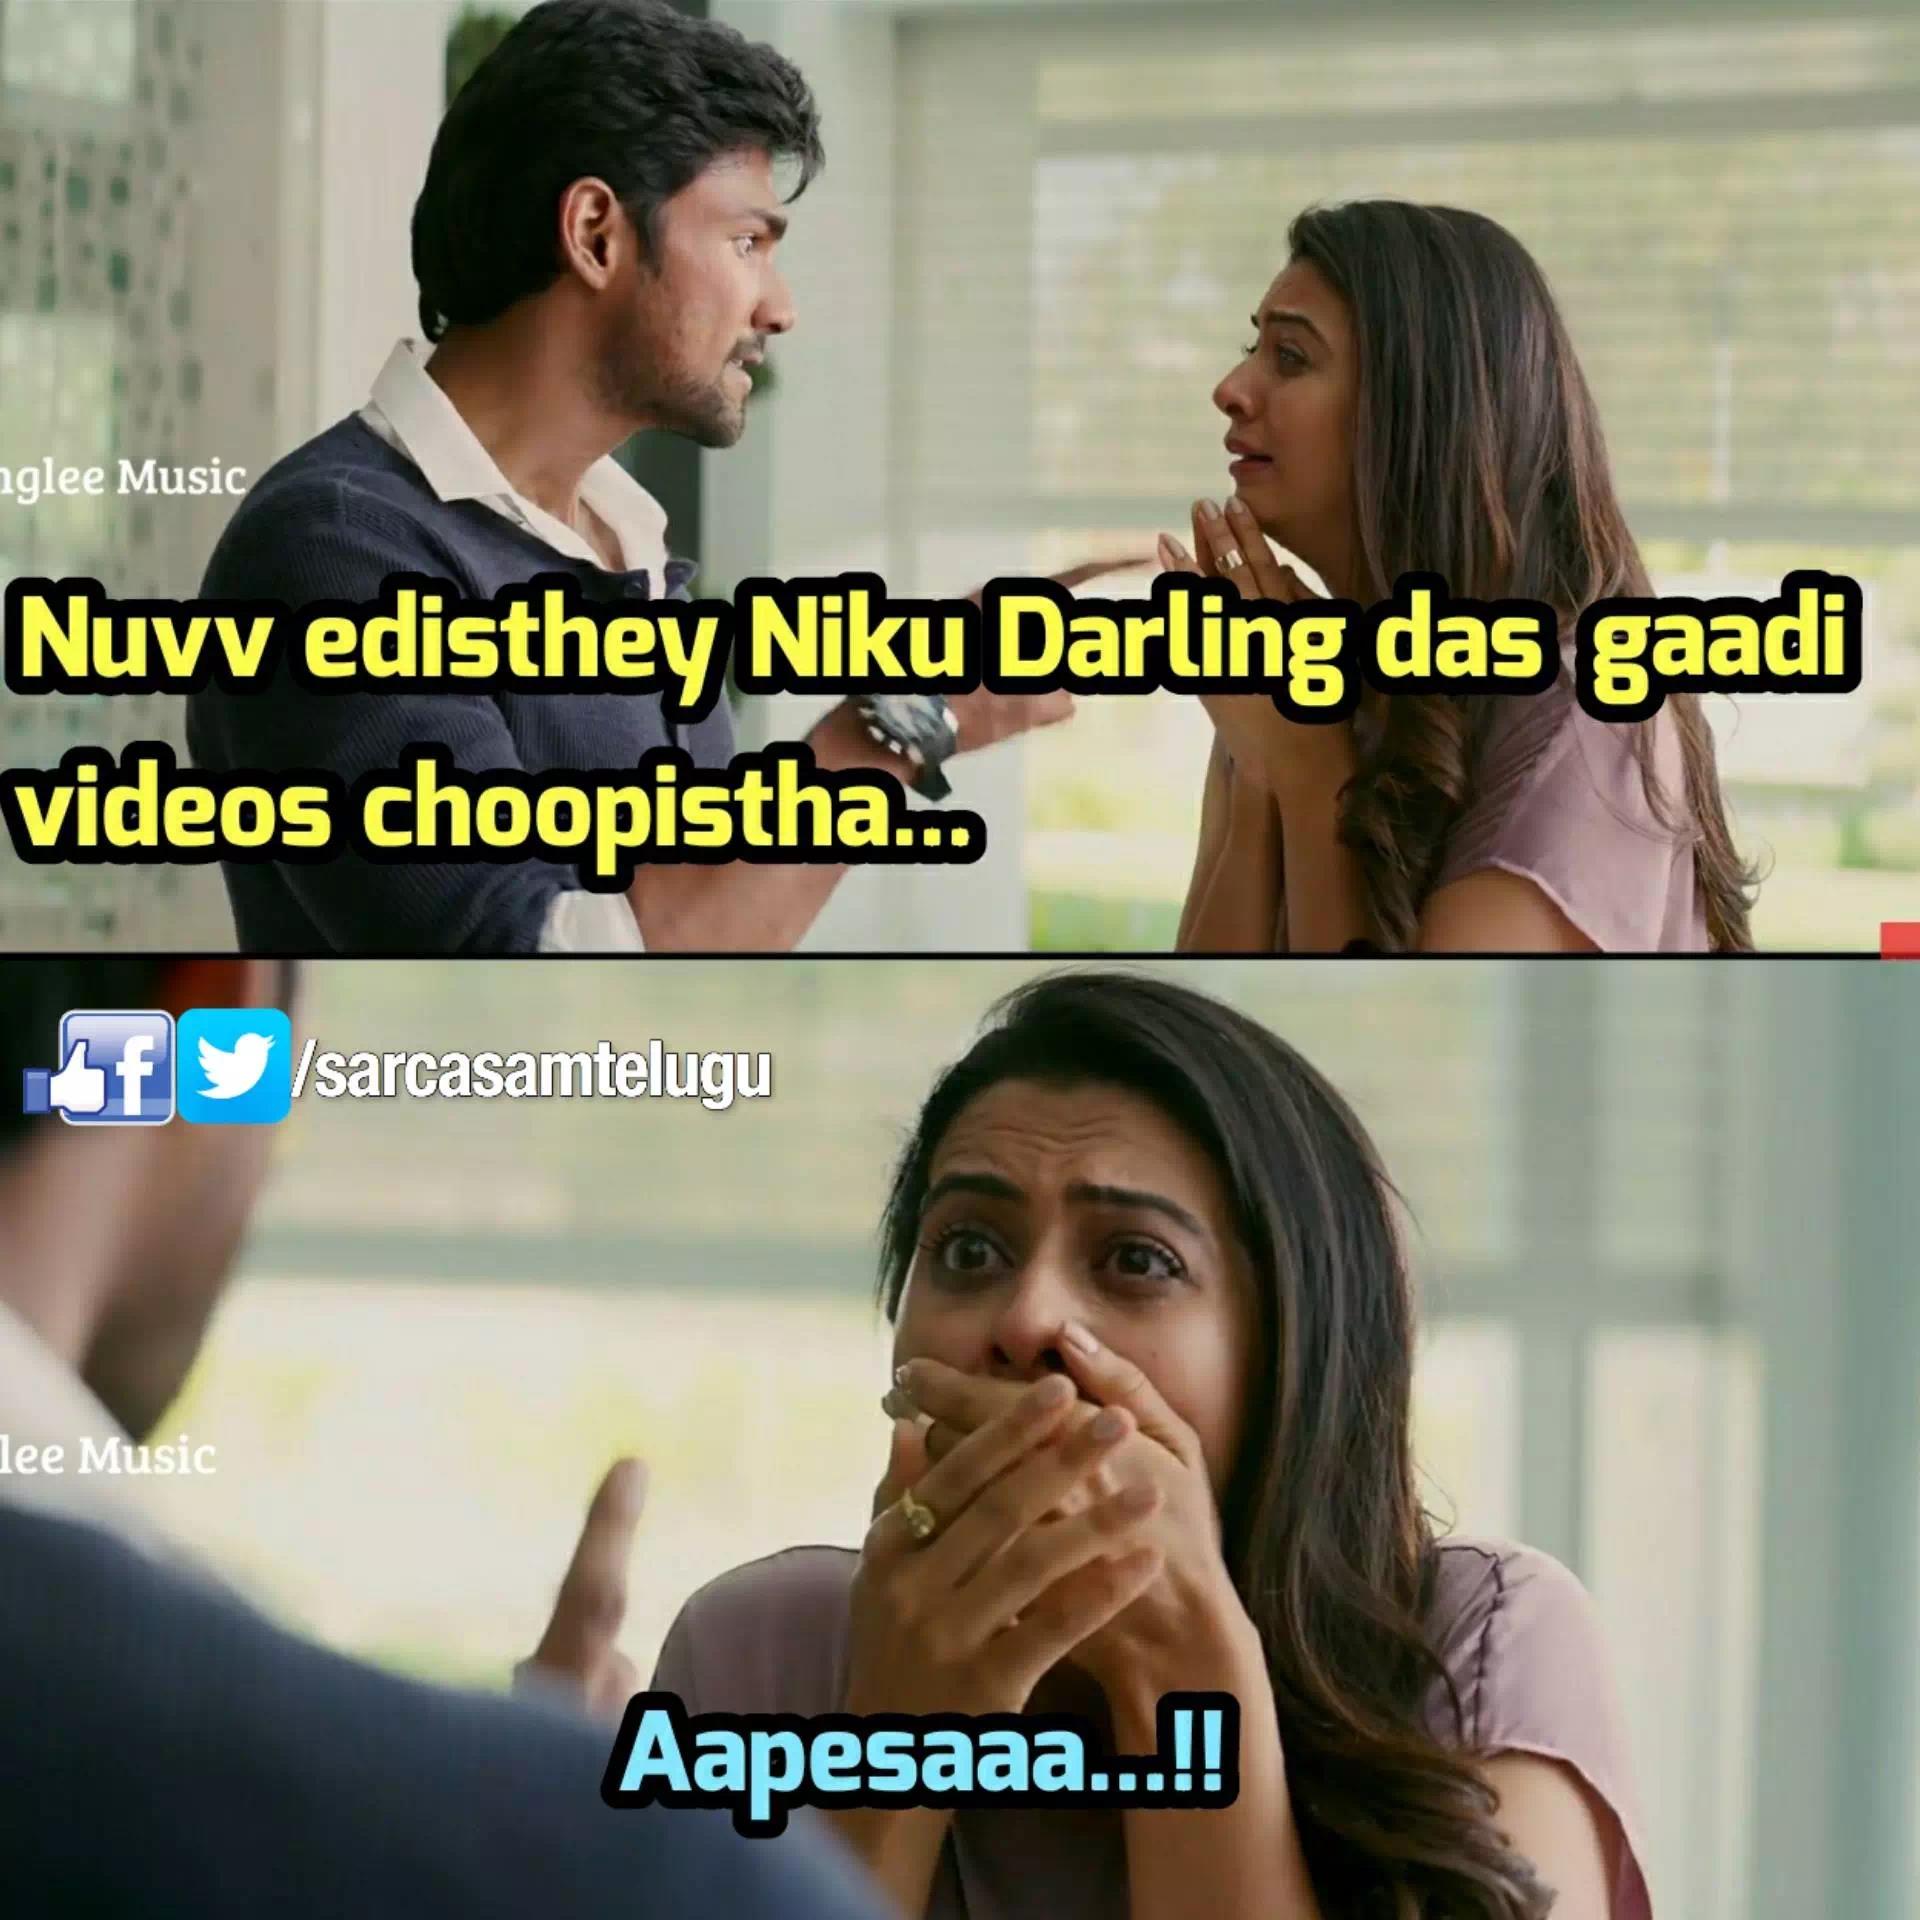 nglee Music
Nuvv edisthey Niku Darling das gaadi
videos choopistha...
/sarcasamtelugu
lee Music
Aapesaaa...!!